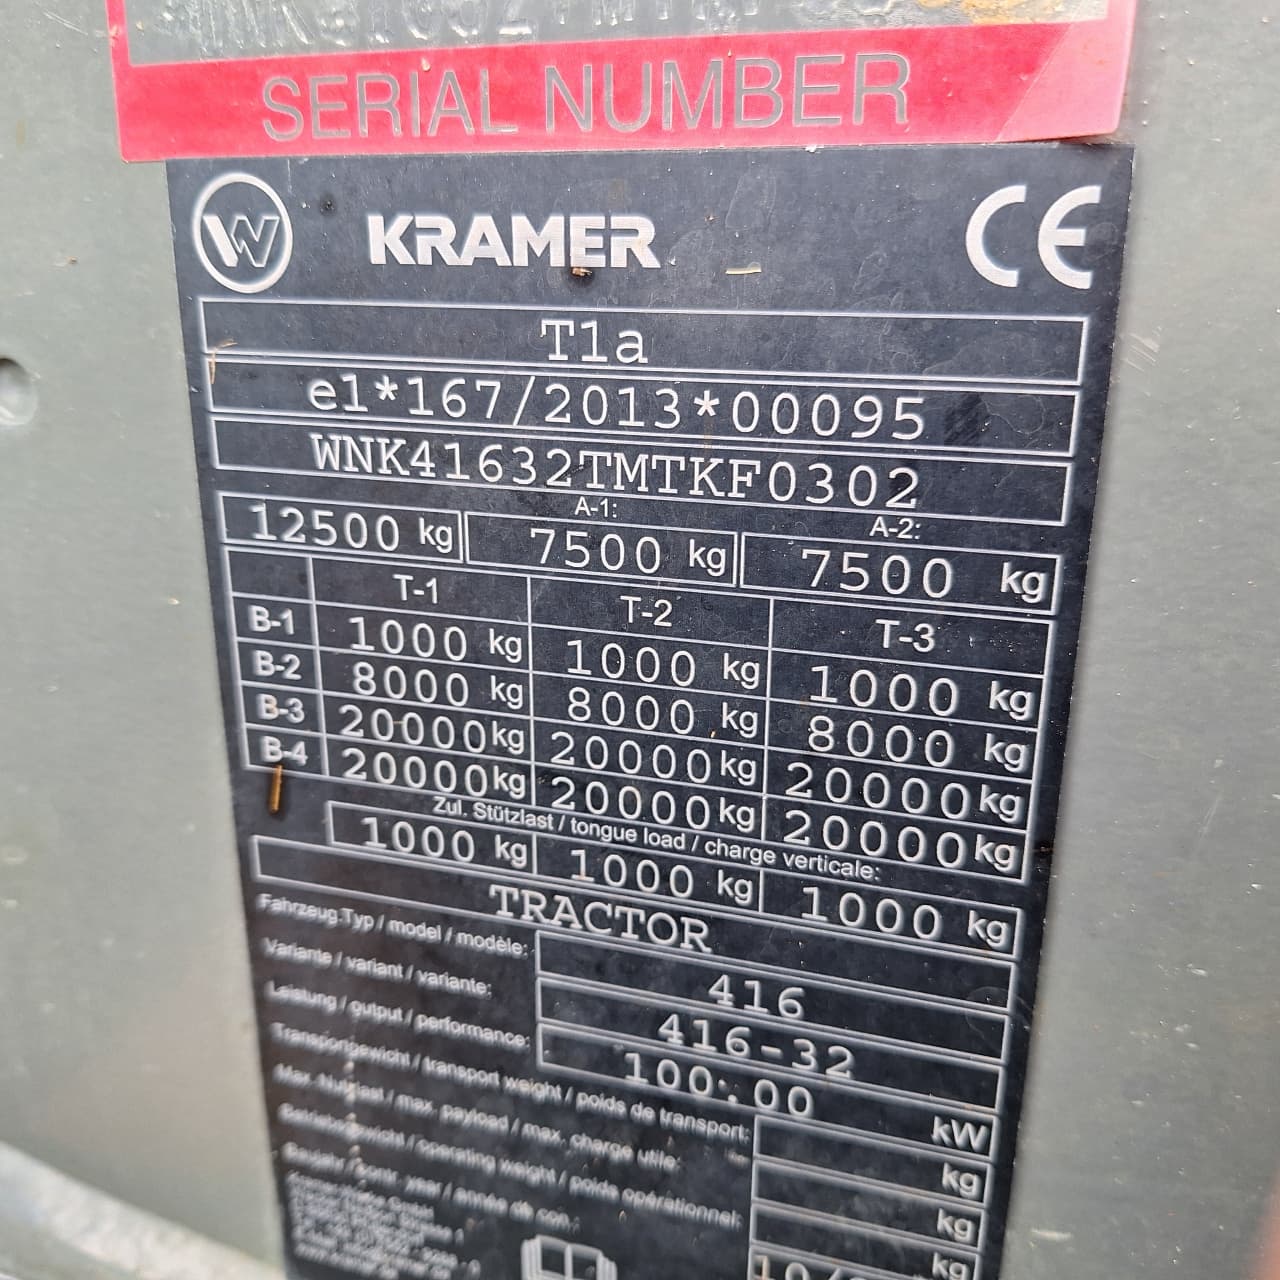 SERIAL NUMBER
KRAMER CE
T1a
e1*167/2013*00095
WNK41632TMTKF0302
A-1: A-2:
12500 kg 7500 kg 7500 kg
T-1 T-2 T-3
B-1 1000 kg 1000 kg 1000 kg
B-2 8000 kg 8000 kg 8000 kg
B-3 20000 kg 20000 kg 20000 kg
B-4 20000 kg 20000 kg 20000 kg
Zul. Stützlast / tongue load / charge verticale:
1000 kg 1000 kg 1000 kg
TRACTOR
Fahrzeug.Typ / model / modèle: 416
Variante / variant / variante: 416-32
Leistung / output / performance: 100.00 kW
Transportgewicht / transport weight / poids de transport: kg
Max. Nutzlast / max. payload / max. charge utile: kg
Betriebsgewicht / operating weight / poids opérationnel: kg
Baujahr / contr. year / année de con.: 10/